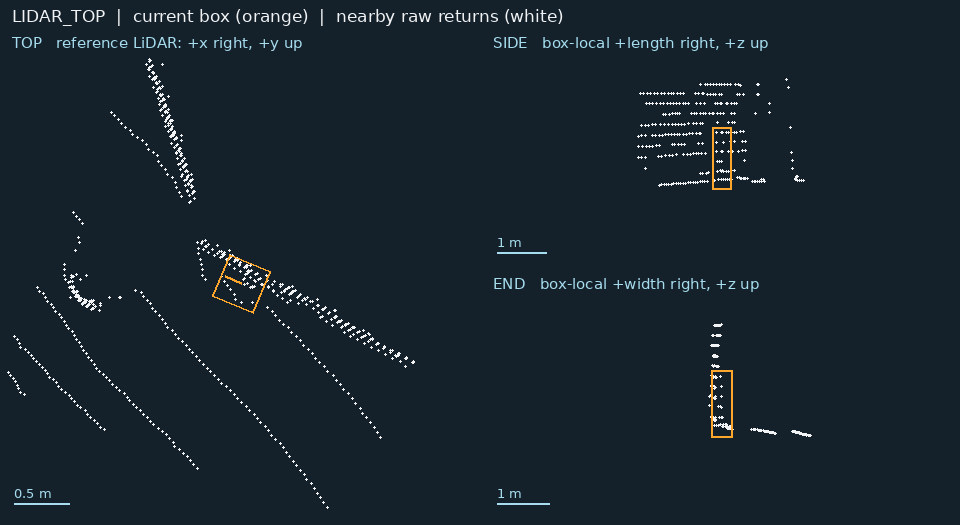 LIDAR_TOP | current box (orange) | nearby raw returns (white)
TOP reference LiDAR: +x right, +y up
SIDE box-local +length right, +z up
1 m
END box-local +width right, +z up
0.5 m
1 m